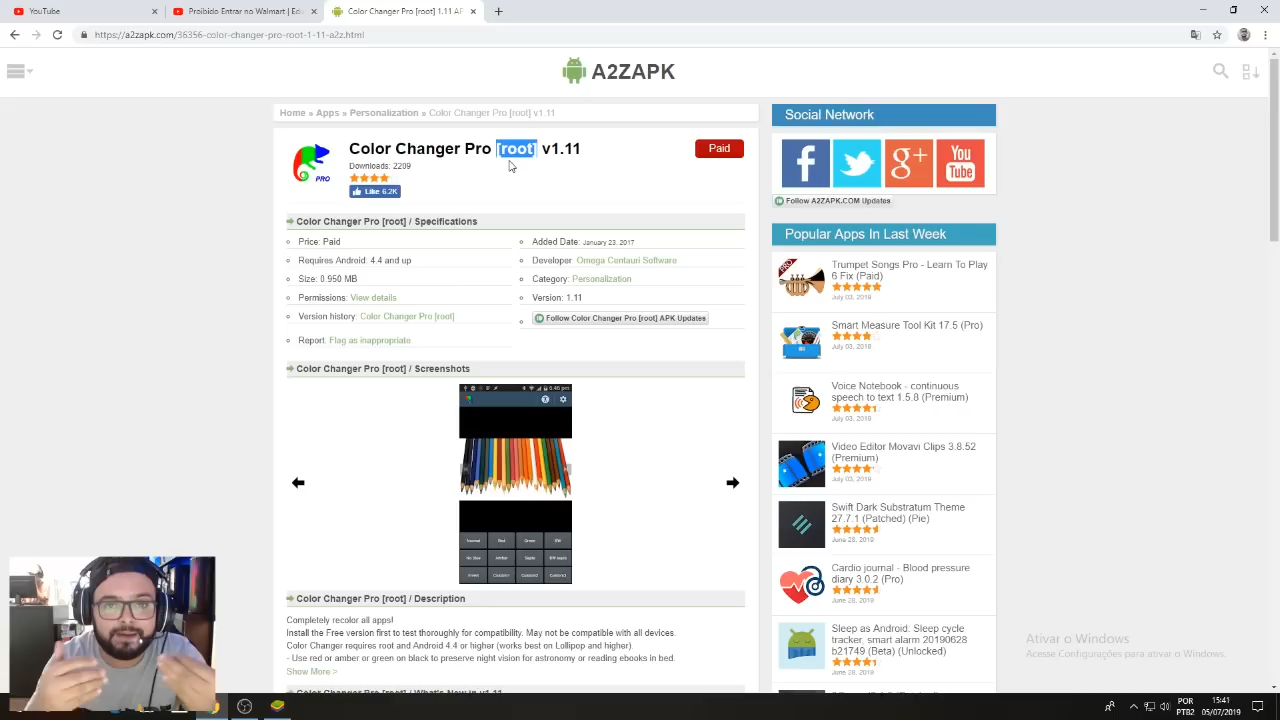 YouTube
Proibido Entrar no Walmart | Edi
Color Changer Pro [root] 1.11 AF
https://a2zapk.com/36356-color-changer-pro-root-1-11-a2z.html
A2ZAPK
Home » Apps » Personalization » Color Changer Pro [root] v1.11
Color Changer Pro [root] v1.11
Paid
Downloads: 2209
Like 6.2K
PRO
Color Changer Pro [root] / Specifications
Price: Paid
Added Date: January 23, 2017
Requires Android: 4.4 and up
Developer: Omega Centauri Software
Size: 0.950 MB
Category: Personalization
Permissions: View details
Version: 1.11
Version history: Color Changer Pro [root]
Follow Color Changer Pro [root] APK Updates
Report: Flag as inappropriate
Color Changer Pro [root] / Screenshots
Color Changer Pro [root] / Description
Completely recolor all apps!
Install the Free version first to test thoroughly for compatibility. May not be compatible with all devices.
Color Changer requires root and Android 4.4 or higher (works best on Lollipop and higher).
- Use red or amber or green on black to preserve night vision for astronomy or reading ebooks in bed.
Show More >
Color Changer Pro [root] / What's New in v1.11
Social Network
f
g+
You
Tube
Follow A2ZAPK.COM Updates
Popular Apps In Last Week
PRO
Trumpet Songs Pro - Learn To Play
6 Fix (Paid)
July 03, 2019
Smart Measure Tool Kit 17.5 (Pro)
July 03, 2019
Voice Notebook - continuous
speech to text 1.5.8 (Premium)
July 03, 2019
Video Editor Movavi Clips 3.8.52
(Premium)
July 03, 2019
Swift Dark Substratum Theme
27.7.1 (Patched) (Pie)
June 28, 2019
Cardio journal - Blood pressure
diary 3.0.2 (Pro)
June 28, 2019
Sleep as Android: Sleep cycle
tracker, smart alarm 20190628
b21749 (Beta) (Unlocked)
June 28, 2019
Ativar o Windows
Acesse Configurações para ativar o Windows.
POR
PTB2
15:41
05/07/2019